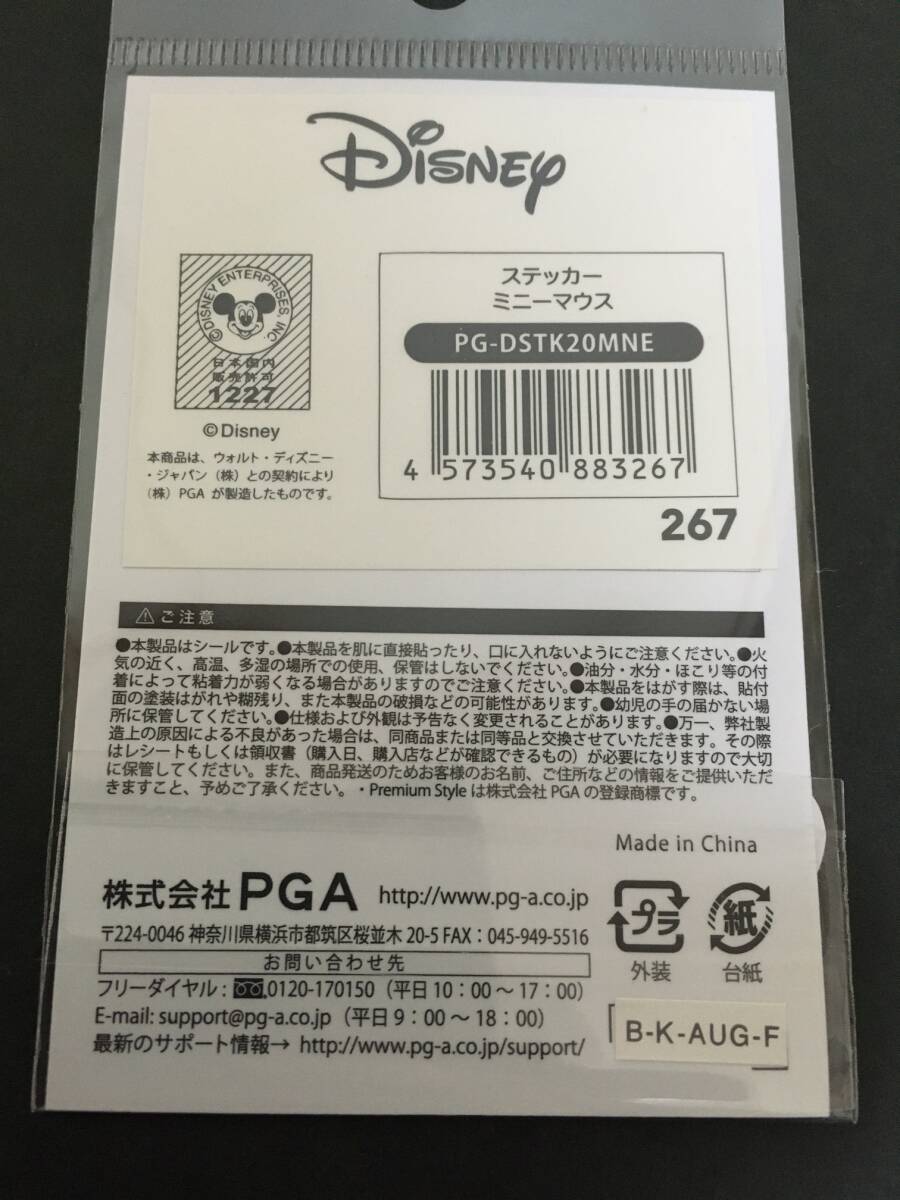 Disney
©DISNEY ENTERPRISES INC.
日本国内
販売許可
1227
©Disney
本商品は、ウォルト・ディズニー
・ジャパン（株）との契約により
（株）PGA が製造したものです。
ステッカー
ミニーマウス
PG-DSTK20MNE
4 573540 883267
267
⚠ご注意
●本製品はシールです。●本製品を肌に直接貼ったり、口に入れないようにご注意ください。●火
気の近く、高温、多湿の場所での使用、保管はしないでください。●油分・水分・ほこり等の付
着によって粘着力が弱くなる場合がありますのでご注意ください。●本製品をはがす際は、貼付
面の塗装はがれや糊残り、また本製品の破損などの可能性があります。●幼児の手の届かない場
所に保管してください。●仕様および外観は予告なく変更されることがあります。●万一、弊社製
造上の原因による不良があった場合は、同商品または同等品と交換させていただきます。その際
はレシートもしくは領収書（購入日、購入店などが確認できるもの）が必要になりますので大切
に保管してください。また、商品発送のためお客様のお名前、ご住所などの情報をご提供いただ
きますこと、予めご了承ください。・Premium Style は株式会社 PGA の登録商標です。
Made in China
株式会社 PGA http://www.pg-a.co.jp
〒224-0046 神奈川県横浜市都筑区桜並木 20-5 FAX：045-949-5516
お問い合わせ先
フリーダイヤル：0120-170150（平日 10：00 〜 17：00）
E-mail: support@pg-a.co.jp（平日 9：00 〜 18：00）
最新のサポート情報→ http://www.pg-a.co.jp/support/
プラ
外装
紙
台紙
B-K-AUG-F